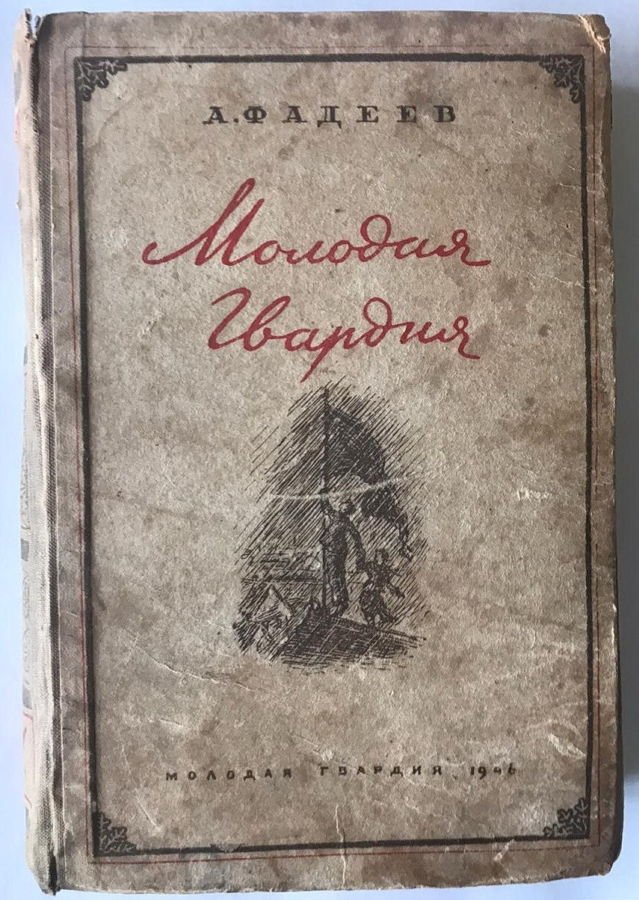 А. ФАДЕЕВ
Молодая
Гвардия
МОЛОДАЯ ГВАРДИЯ, 1946